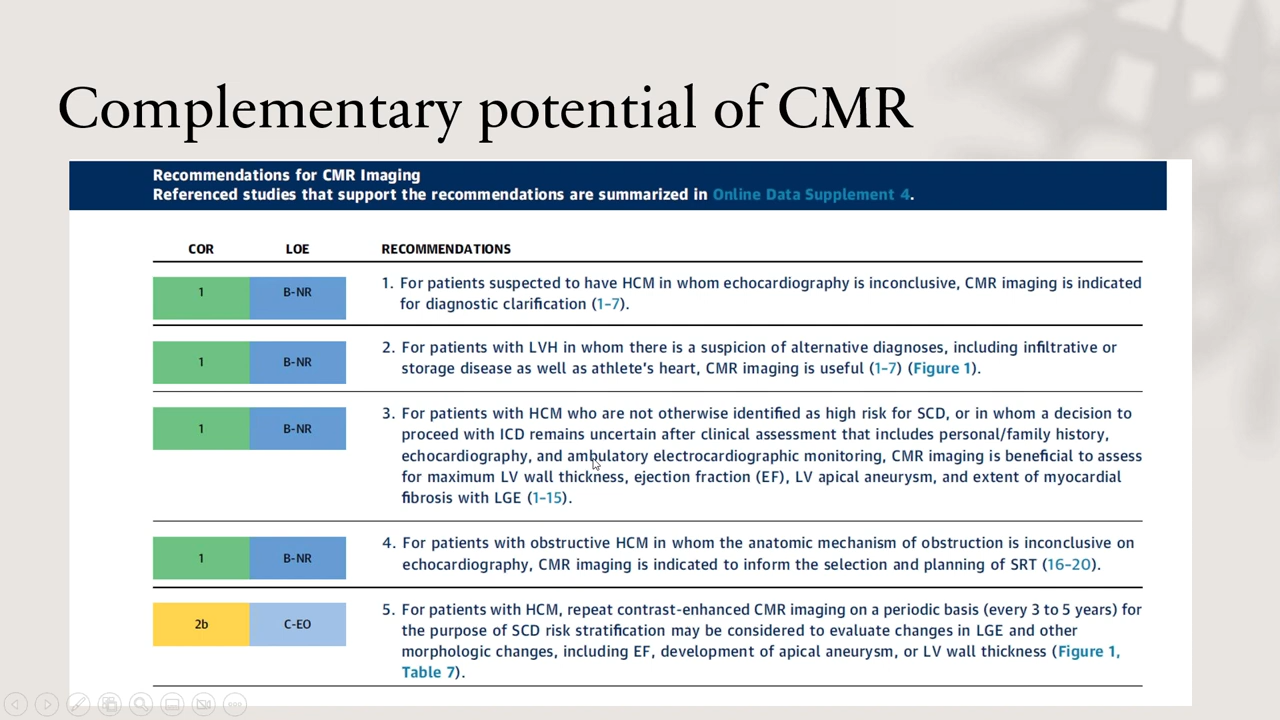 Complementary potential of CMR
Recommendations for CMR Imaging
Referenced studies that support the recommendations are summarized in Online Data Supplement 4.
COR LOE RECOMMENDATIONS
1 B-NR 1. For patients suspected to have HCM in whom echocardiography is inconclusive, CMR imaging is indicated
for diagnostic clarification (1-7).
1 B-NR 2. For patients with LVH in whom there is a suspicion of alternative diagnoses, including infiltrative or
storage disease as well as athlete's heart, CMR imaging is useful (1-7) (Figure 1).
1 B-NR 3. For patients with HCM who are not otherwise identified as high risk for SCD, or in whom a decision to
proceed with ICD remains uncertain after clinical assessment that includes personal/family history,
echocardiography, and ambulatory electrocardiographic monitoring, CMR imaging is beneficial to assess
for maximum LV wall thickness, ejection fraction (EF), LV apical aneurysm, and extent of myocardial
fibrosis with LGE (1-15).
1 B-NR 4. For patients with obstructive HCM in whom the anatomic mechanism of obstruction is inconclusive on
echocardiography, CMR imaging is indicated to inform the selection and planning of SRT (16-20).
2b C-EO 5. For patients with HCM, repeat contrast-enhanced CMR imaging on a periodic basis (every 3 to 5 years) for
the purpose of SCD risk stratification may be considered to evaluate changes in LGE and other
morphologic changes, including EF, development of apical aneurysm, or LV wall thickness (Figure 1,
Table 7).